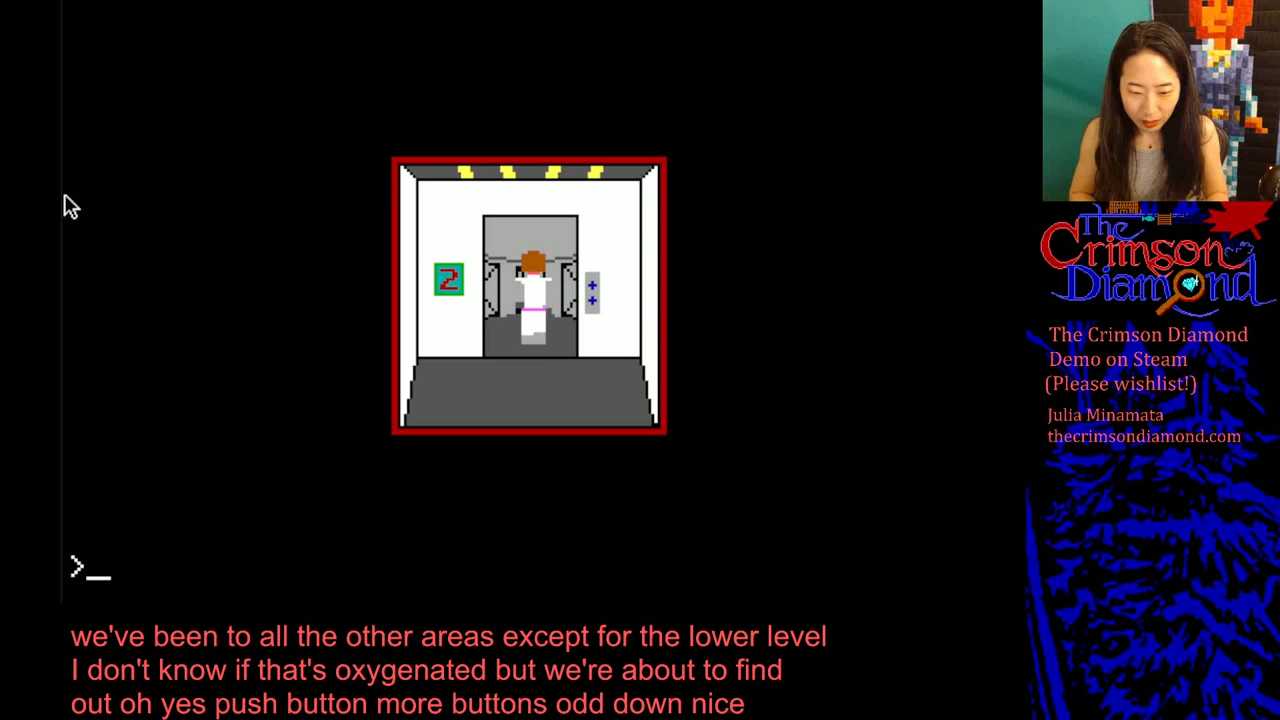 2
>_
we've been to all the other areas except for the lower level
I don't know if that's oxygenated but we're about to find
out oh yes push button more buttons odd down nice
The
Crimson
Diamond
The Crimson Diamond
Demo on Steam
(Please wishlist!)
Julia Minamata
thecrimsondiamond.com